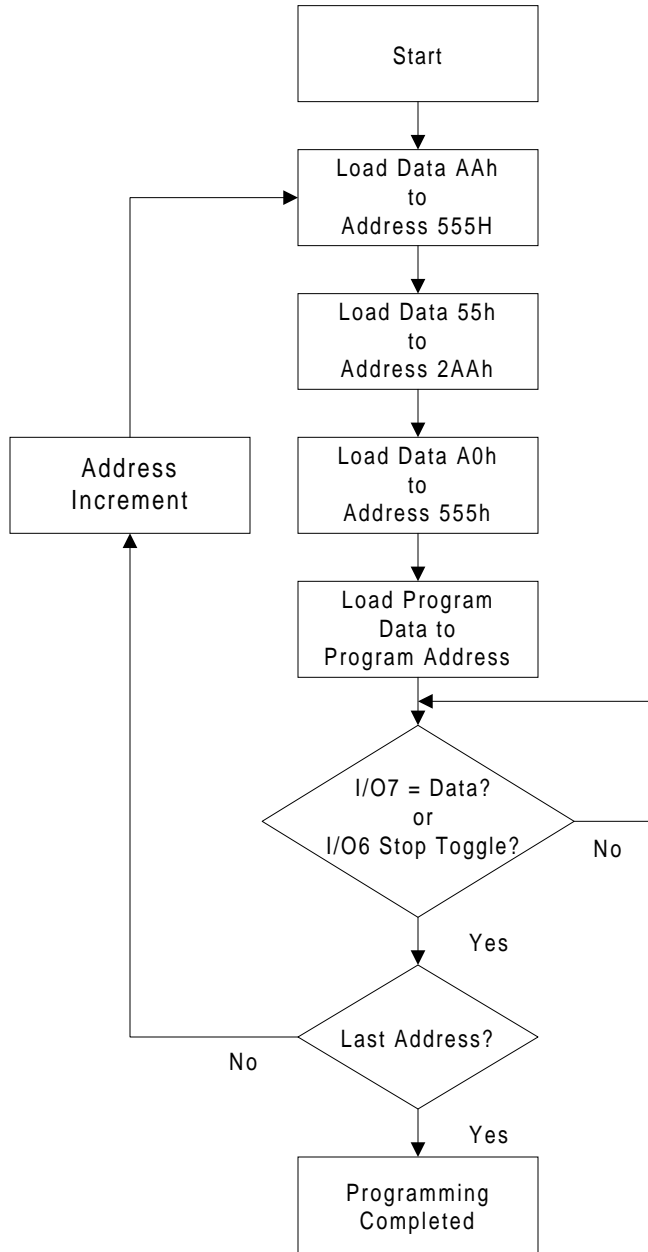 Start
Load Data AAh
to
Address 555H
Load Data 55h
to
Address 2AAh
Address
Increment
Load Data A0h
to
Address 555h
Load Program
Data to
Program Address
I/O7 = Data?
or
I/O6 Stop Toggle?
No
Yes
Last Address?
No
Yes
Programming
Completed